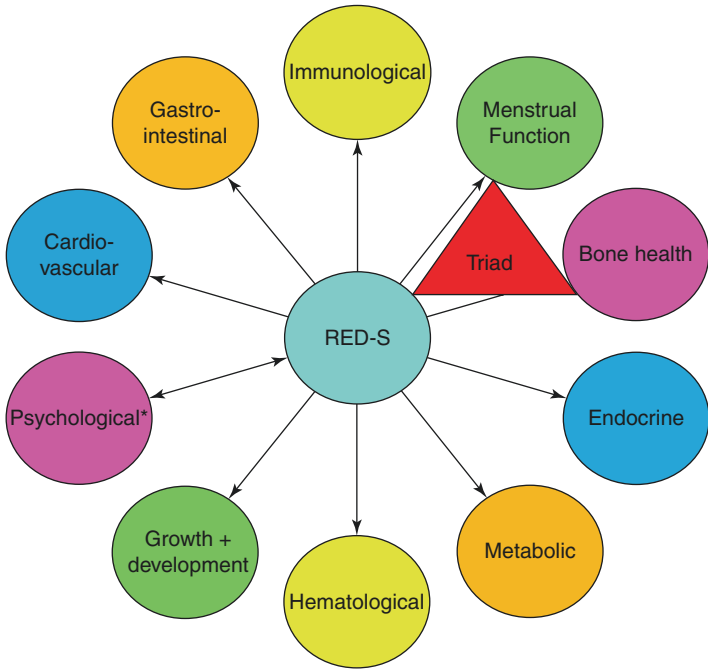 Immunological
Menstrual
Function
Bone health
Endocrine
Metabolic
Hematological
Growth +
development
Psychological*
Cardio-
vascular
Gastro-
intestinal
Triad
RED-S